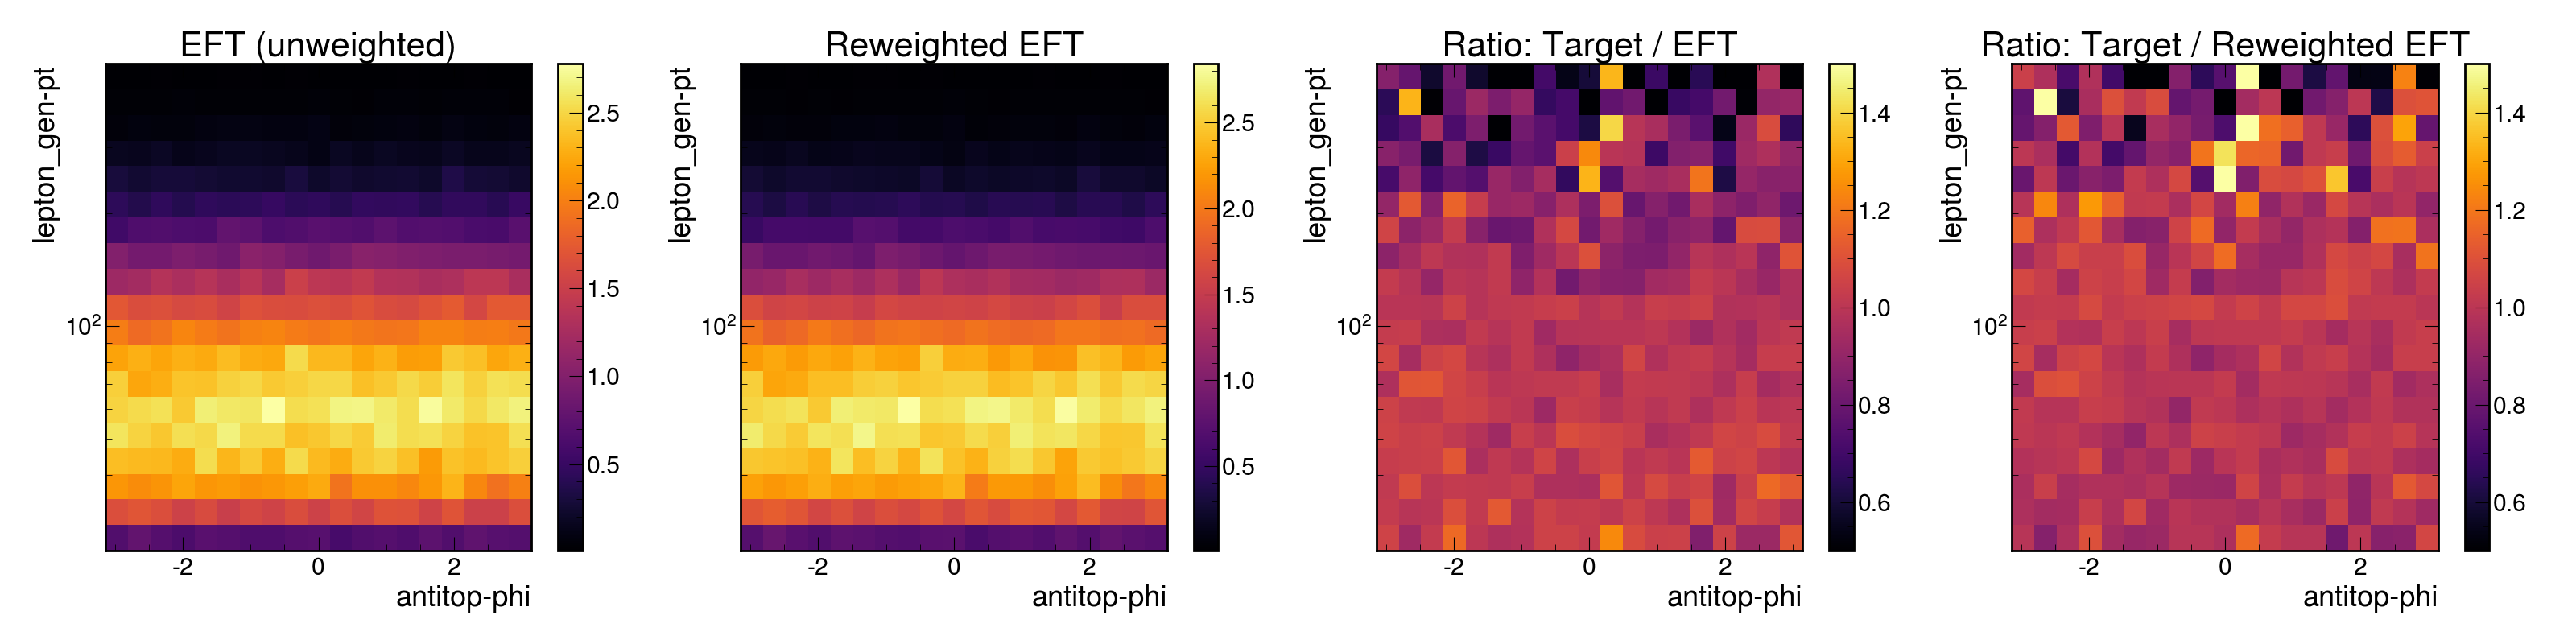 EFT (unweighted)
lepton_gen-pt
10²
-2 0 2
antitop-phi
2.5
2.0
1.5
1.0
0.5
Reweighted EFT
lepton_gen-pt
10²
-2 0 2
antitop-phi
2.5
2.0
1.5
1.0
0.5
Ratio: Target / EFT
lepton_gen-pt
10²
-2 0 2
antitop-phi
1.4
1.2
1.0
0.8
0.6
Ratio: Target / Reweighted EFT
lepton_gen-pt
10²
-2 0 2
antitop-phi
1.4
1.2
1.0
0.8
0.6